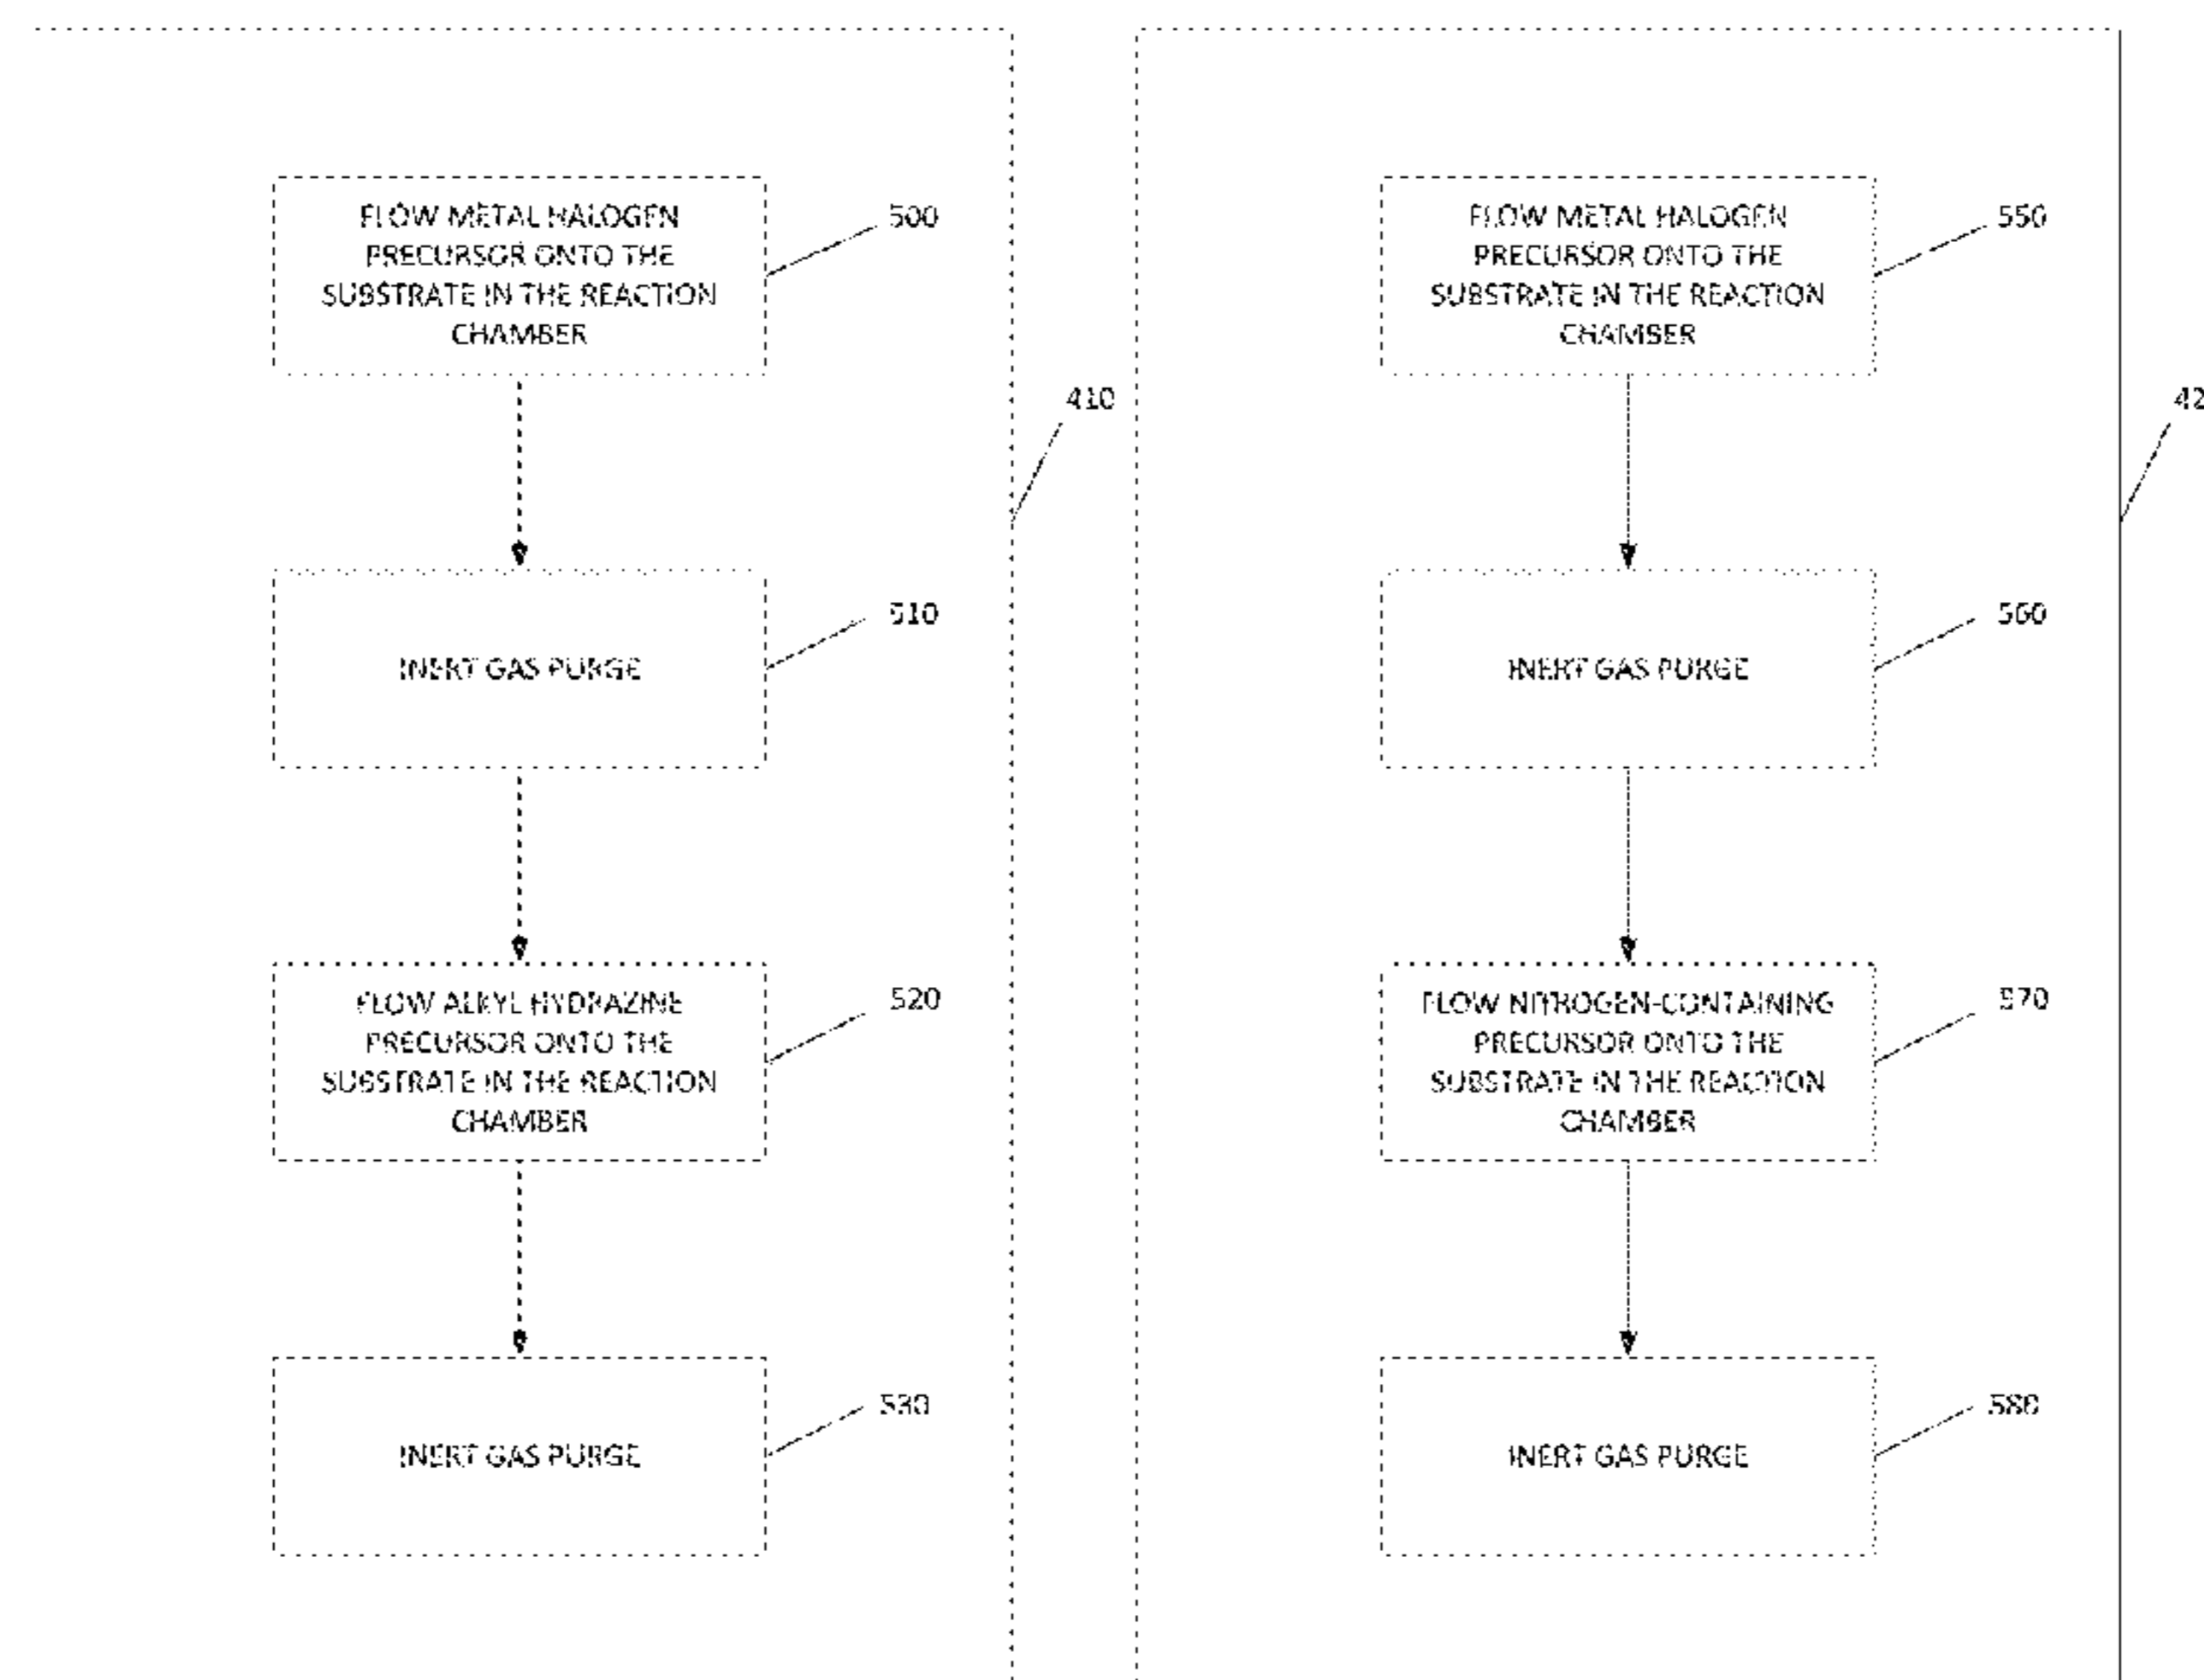 FLOW METAL HALOGEN
PRECURSOR ONTO THE
SUBSTRATE IN THE REACTION
CHAMBER
500
410
INERT GAS PURGE
510
FLOW ALKYL HYDRAZINE
PRECURSOR ONTO THE
SUBSTRATE IN THE REACTION
CHAMBER
520
INERT GAS PURGE
530
FLOW METAL HALOGEN
PRECURSOR ONTO THE
SUBSTRATE IN THE REACTION
CHAMBER
550
42
INERT GAS PURGE
560
FLOW NITROGEN-CONTAINING
PRECURSOR ONTO THE
SUBSTRATE IN THE REACTION
CHAMBER
570
INERT GAS PURGE
580